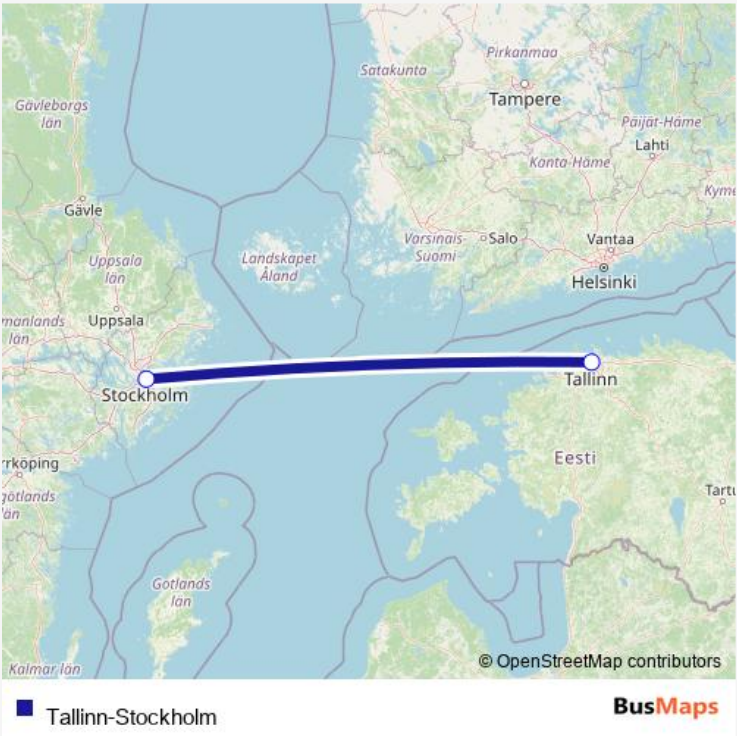 Pirkanmaa
Satakunta
Tampere
Gävleborgs
län
Päijät-Häme
Lahti
Kanta-Häme
Kyme
Gävle
Varsinais-
Suomi
Salo
Vantaa
Landskapet
Åland
Uppsala
län
Helsinki
Uppsala
manlands
län
Tallinn
Stockholm
Eesti
rrköping
götlands
län
Tartu
Gotlands
län
Kalmar län
© OpenStreetMap contributors
Tallinn-Stockholm
BusMaps